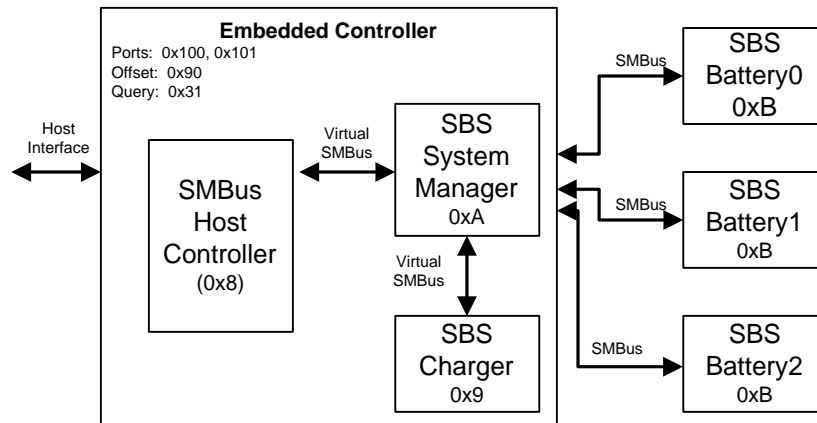 Embedded Controller
Ports: 0x100, 0x101
Offset: 0x90
Query: 0x31
Host
Interface
SMBus
Host
Controller
(0x8)
Virtual
SMBus
SBS
System
Manager
0xA
Virtual
SMBus
SBS
Charger
0x9
SMBus
SBS
Battery0
0xB
SMBus
SBS
Battery1
0xB
SMBus
SBS
Battery2
0xB